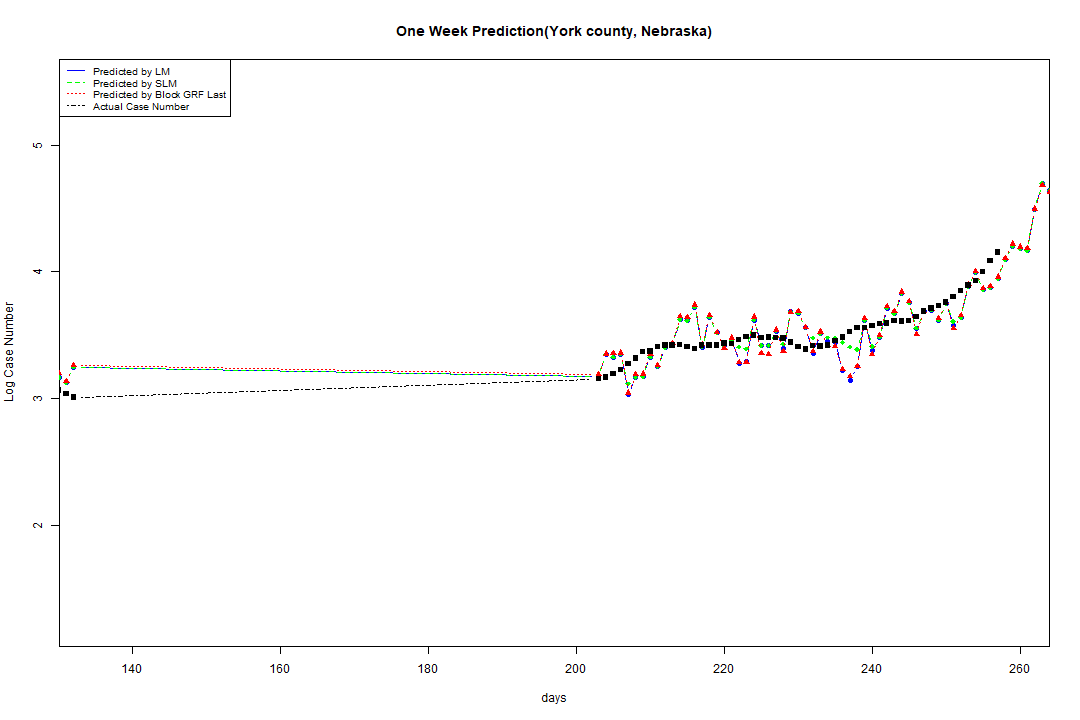 One Week Prediction(York county, Nebraska)
Predicted by LM
Predicted by SLM
Predicted by Block GRF Last
Actual Case Number
5
4
3
2
Log Case Number
140 160 180 200 220 240 260
days